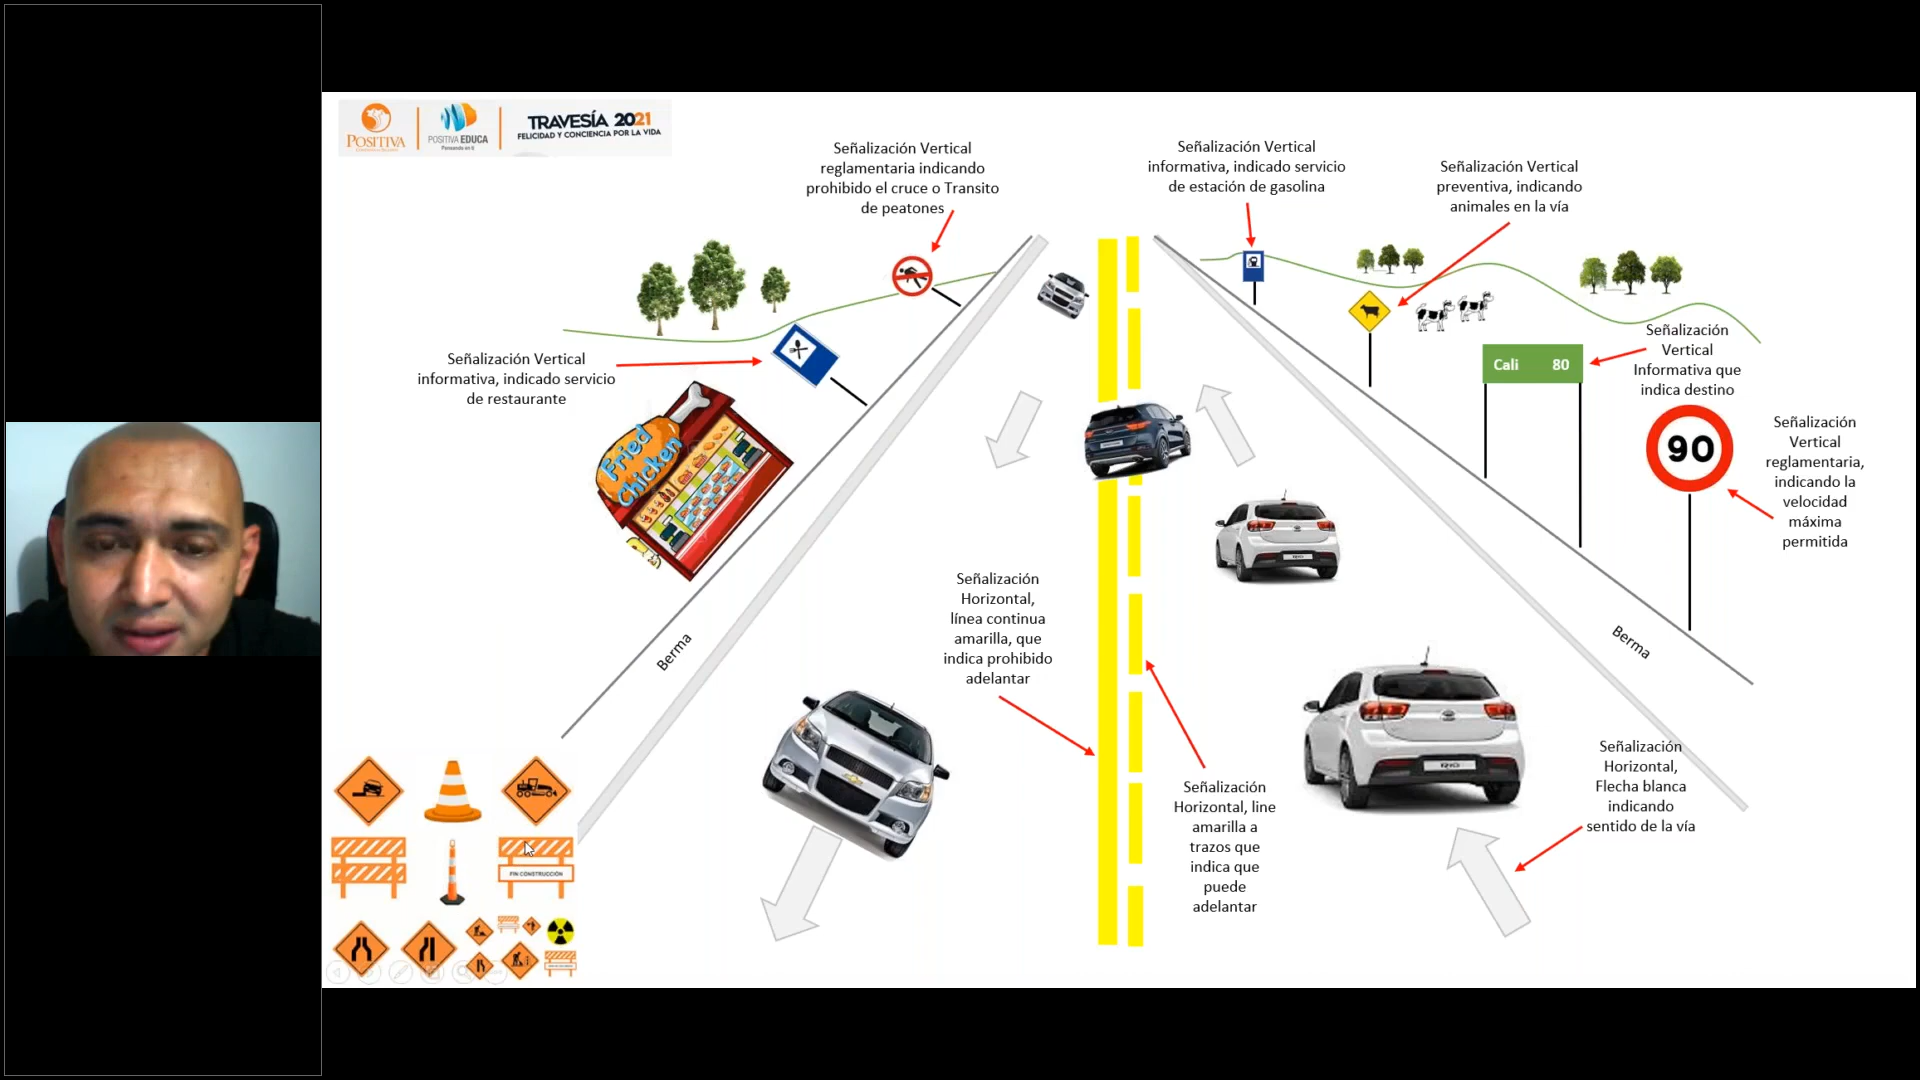 POSITIVA
POSITIVA EDUCA
Pensando en ti
TRAVESÍA 2021
FELICIDAD Y CONCIENCIA POR LA VIDA
Señalización Vertical
reglamentaria indicando
prohibido el cruce o Transito
de peatones
Señalización Vertical
informativa, indicado servicio
de estación de gasolina
Señalización Vertical
preventiva, indicando
animales en la vía
Señalización Vertical
informativa, indicado servicio
de restaurante
Fried
Chicken
Cali 80
Señalización
Vertical
Informativa que
indica destino
90
Señalización
Vertical
reglamentaria,
indicando la
velocidad
máxima
permitida
Señalización
Horizontal,
línea continua
amarilla, que
indica prohibido
adelantar
Berma
Berma
Señalización
Horizontal, line
amarilla a
trazos que
indica que
puede
adelantar
Señalización
Horizontal,
Flecha blanca
indicando
sentido de la vía
FIN CONSTRUCCIÓN